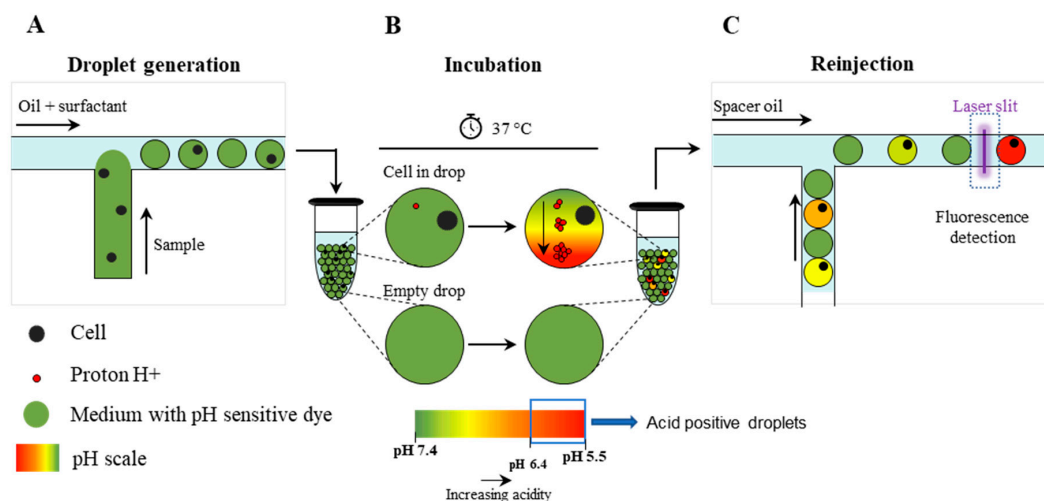 A
B
C
Droplet generation
Incubation
Reinjection
Oil + surfactant
Sample
37 °C
Cell in drop
Empty drop
Spacer oil
Laser slit
Fluorescence
detection
Cell
Proton H+
Medium with pH sensitive dye
pH scale
pH 7.4
pH 6.4
pH 5.5
Increasing acidity
Acid positive droplets